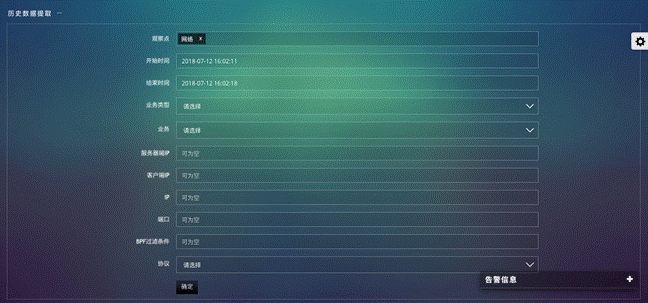 历史数据提取 —
观察点 网络 x
开始时间 2018-07-12 16:02:11
结束时间 2018-07-12 16:02:18
业务类型 请选择
业务 请选择
服务器端IP 可为空
客户端IP 可为空
IP 可为空
端口 可为空
BPF过滤条件 可为空
协议 请选择
告警信息 +
确定